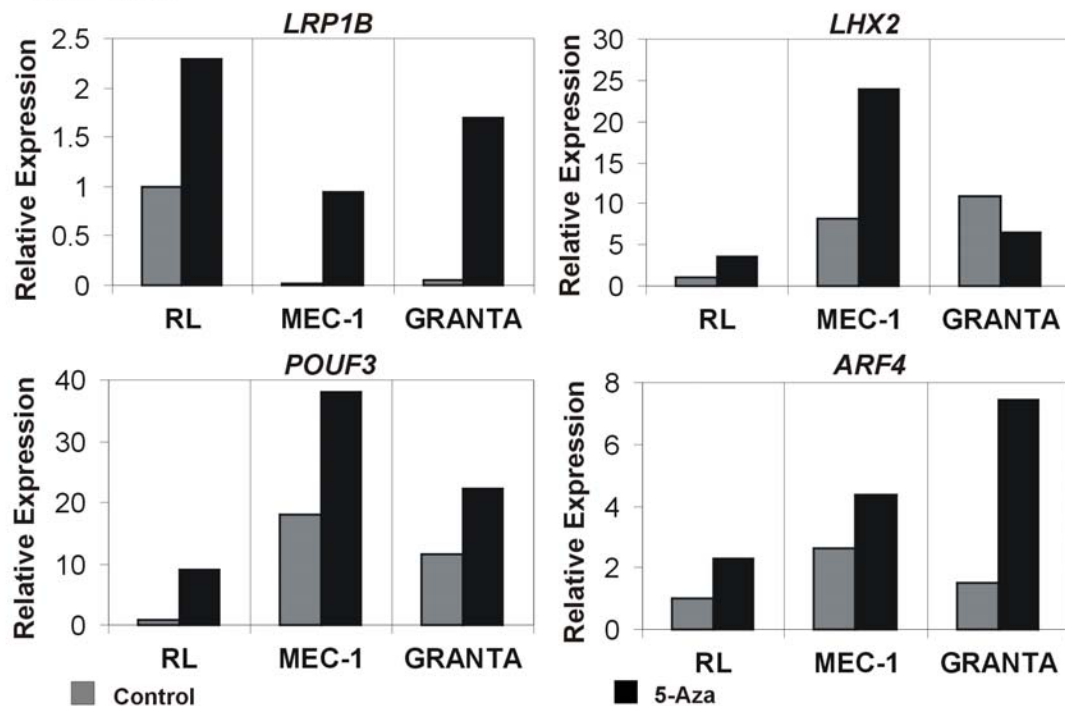 LRP1B
Relative Expression
2.5
2
1.5
1
0.5
0
RL MEC-1 GRANTA
LHX2
Relative Expression
30
25
20
15
10
5
0
RL MEC-1 GRANTA
POUF3
Relative Expression
40
30
20
10
0
RL MEC-1 GRANTA
ARF4
Relative Expression
8
6
4
2
0
RL MEC-1 GRANTA
Control
5-Aza